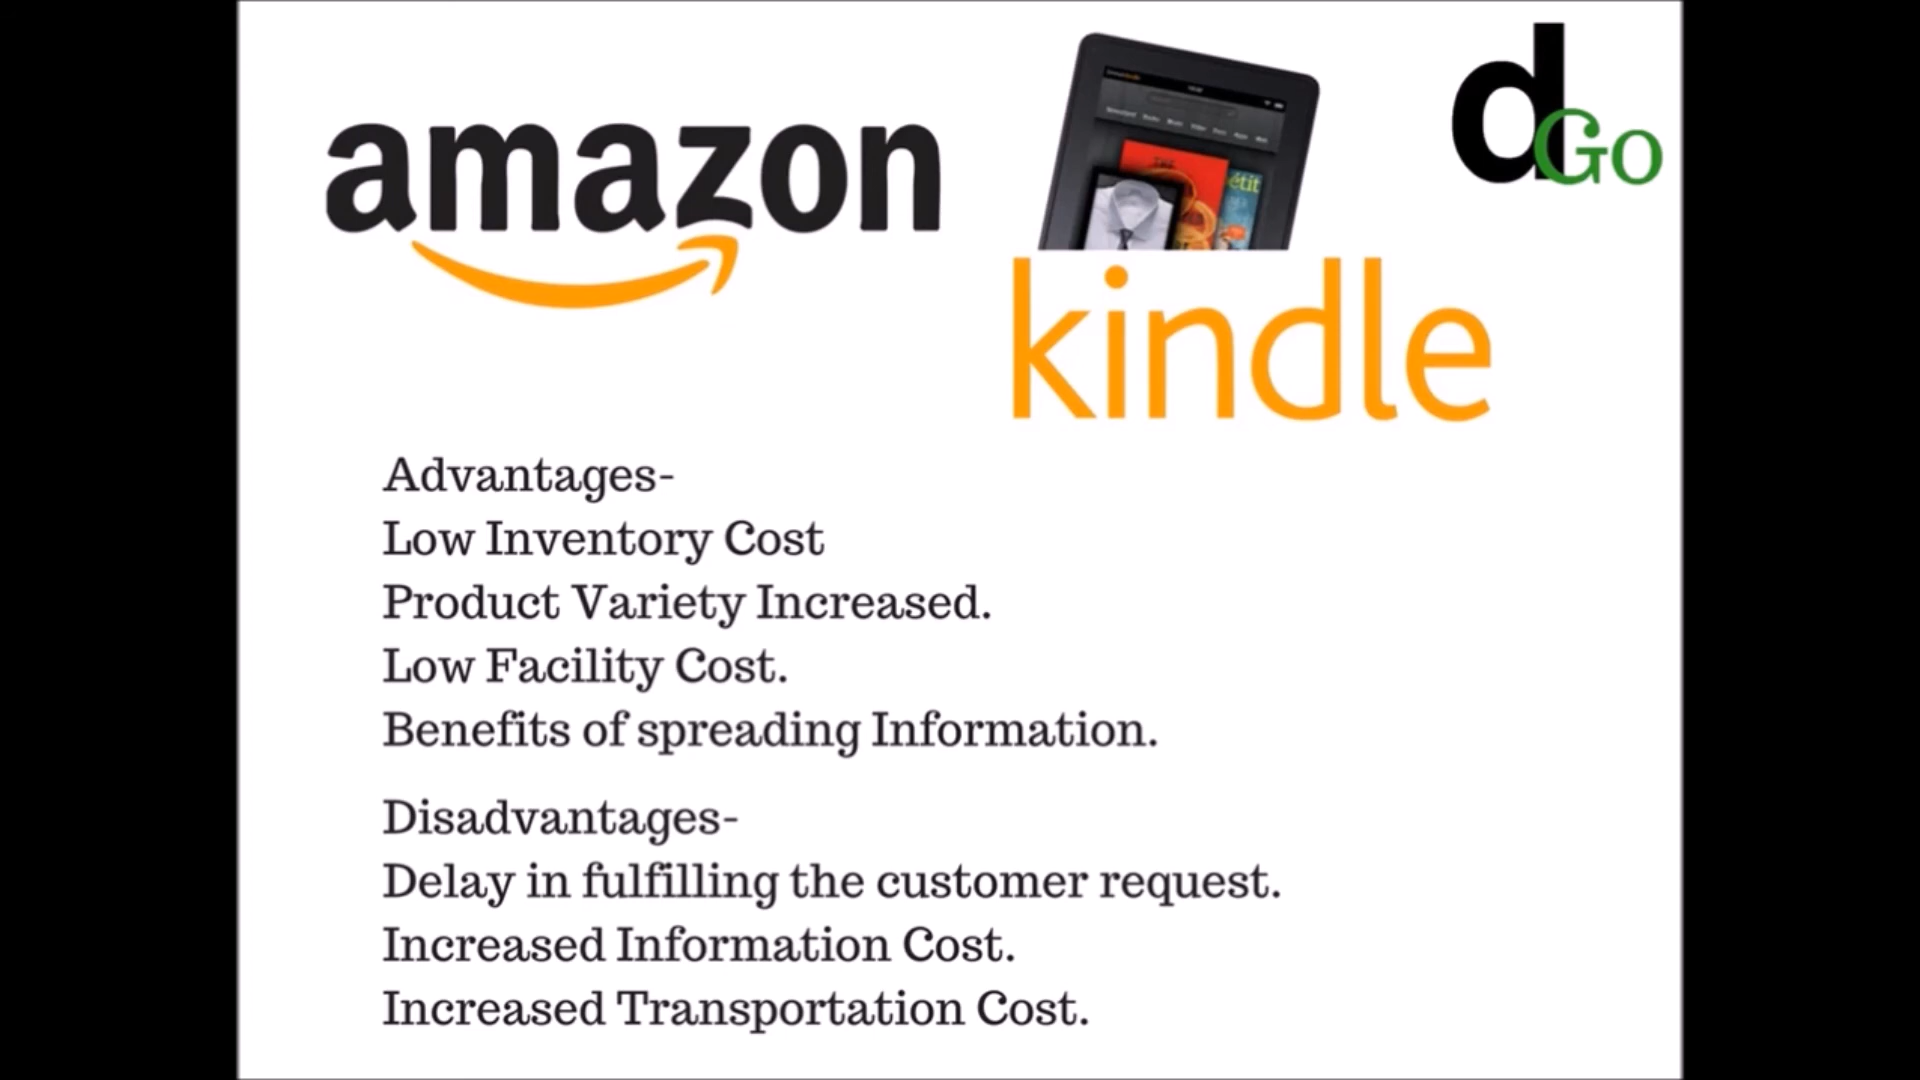 amazon
dGo
étit
kindle
Advantages-
Low Inventory Cost
Product Variety Increased.
Low Facility Cost.
Benefits of spreading Information.
Disadvantages-
Delay in fulfilling the customer request.
Increased Information Cost.
Increased Transportation Cost.